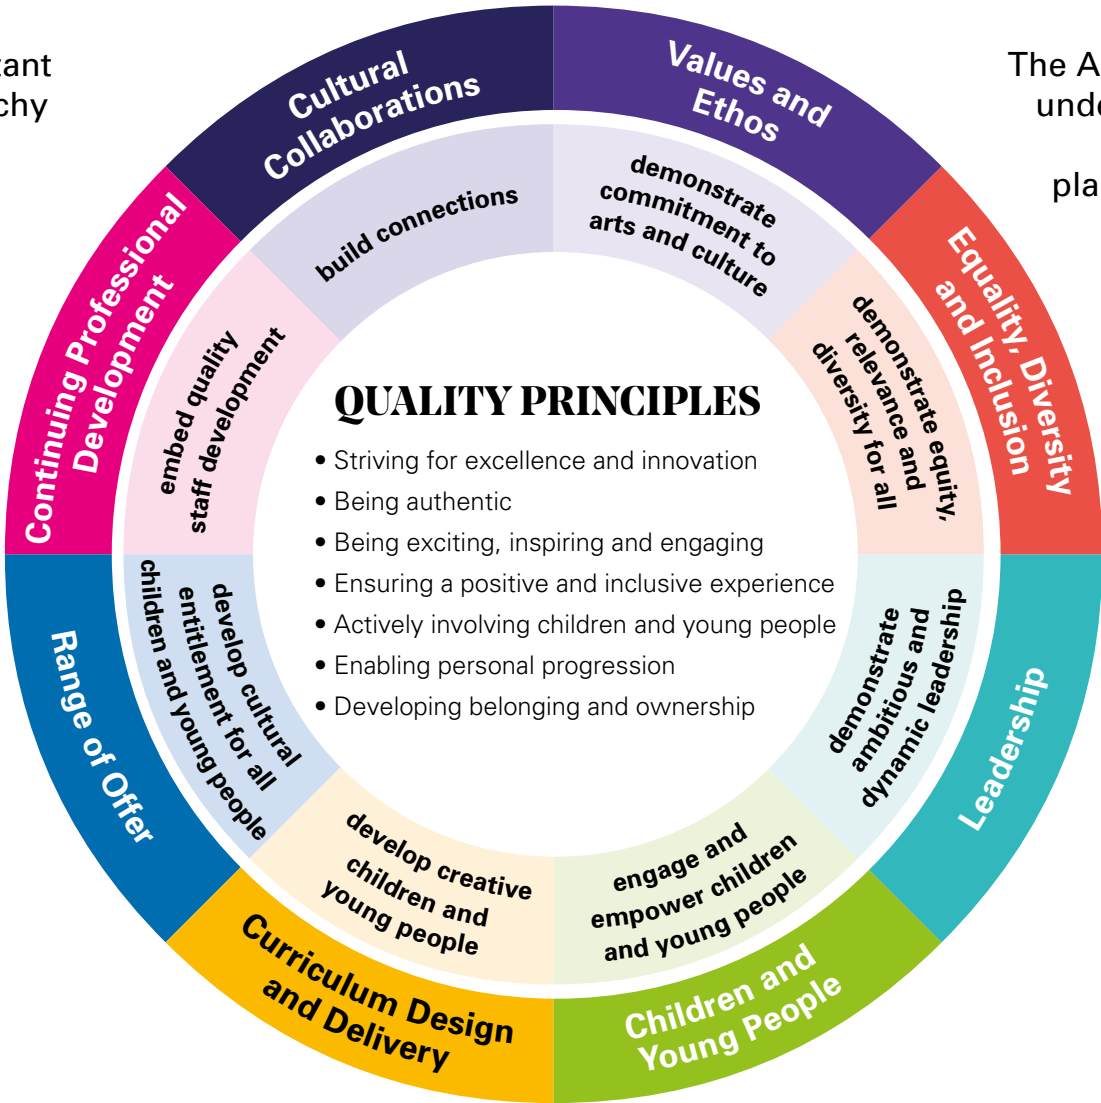 tant
chy
The A
unde
pla
Cultural
Collaborations
Values and
Ethos
Equality, Diversity
and Inclusion
Leadership
Children and
Young People
Curriculum Design
and Delivery
Range of Offer
Continuing Professional
Development
build connections
demonstrate
commitment to
arts and culture
demonstrate equity,
relevance and
diversity for all
demonstrate
ambitious and
dynamic leadership
engage and
empower children
and young people
develop creative
children and
young people
develop cultural
entitlement for all
children and young people
embed quality
staff development
QUALITY PRINCIPLES
• Striving for excellence and innovation
• Being authentic
• Being exciting, inspiring and engaging
• Ensuring a positive and inclusive experience
• Actively involving children and young people
• Enabling personal progression
• Developing belonging and ownership